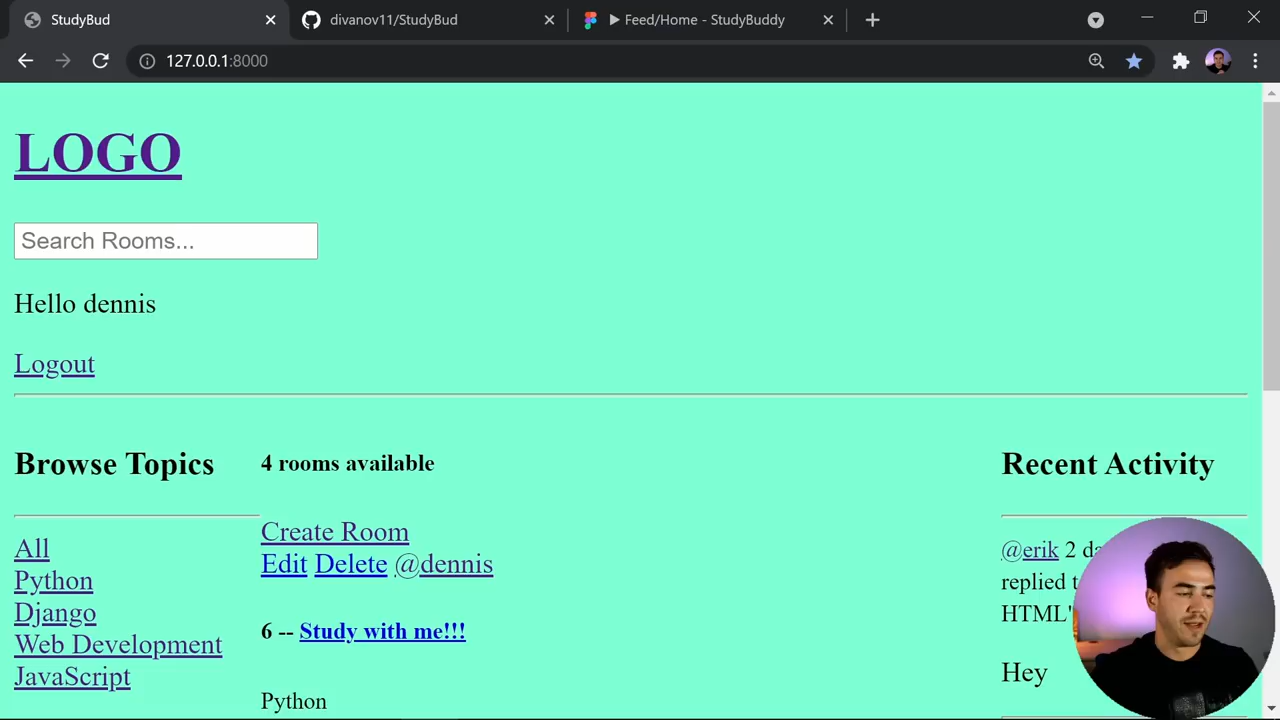 StudyBud
divanov11/StudyBud
Feed/Home - StudyBuddy
127.0.0.1:8000
LOGO
Search Rooms...
Hello dennis
Logout
Browse Topics
All
Python
Django
Web Development
JavaScript
4 rooms available
Create Room
Edit Delete @dennis
6 -- Study with me!!!
Python
Recent Activity
@erik 2
replied
HTML'
Hey